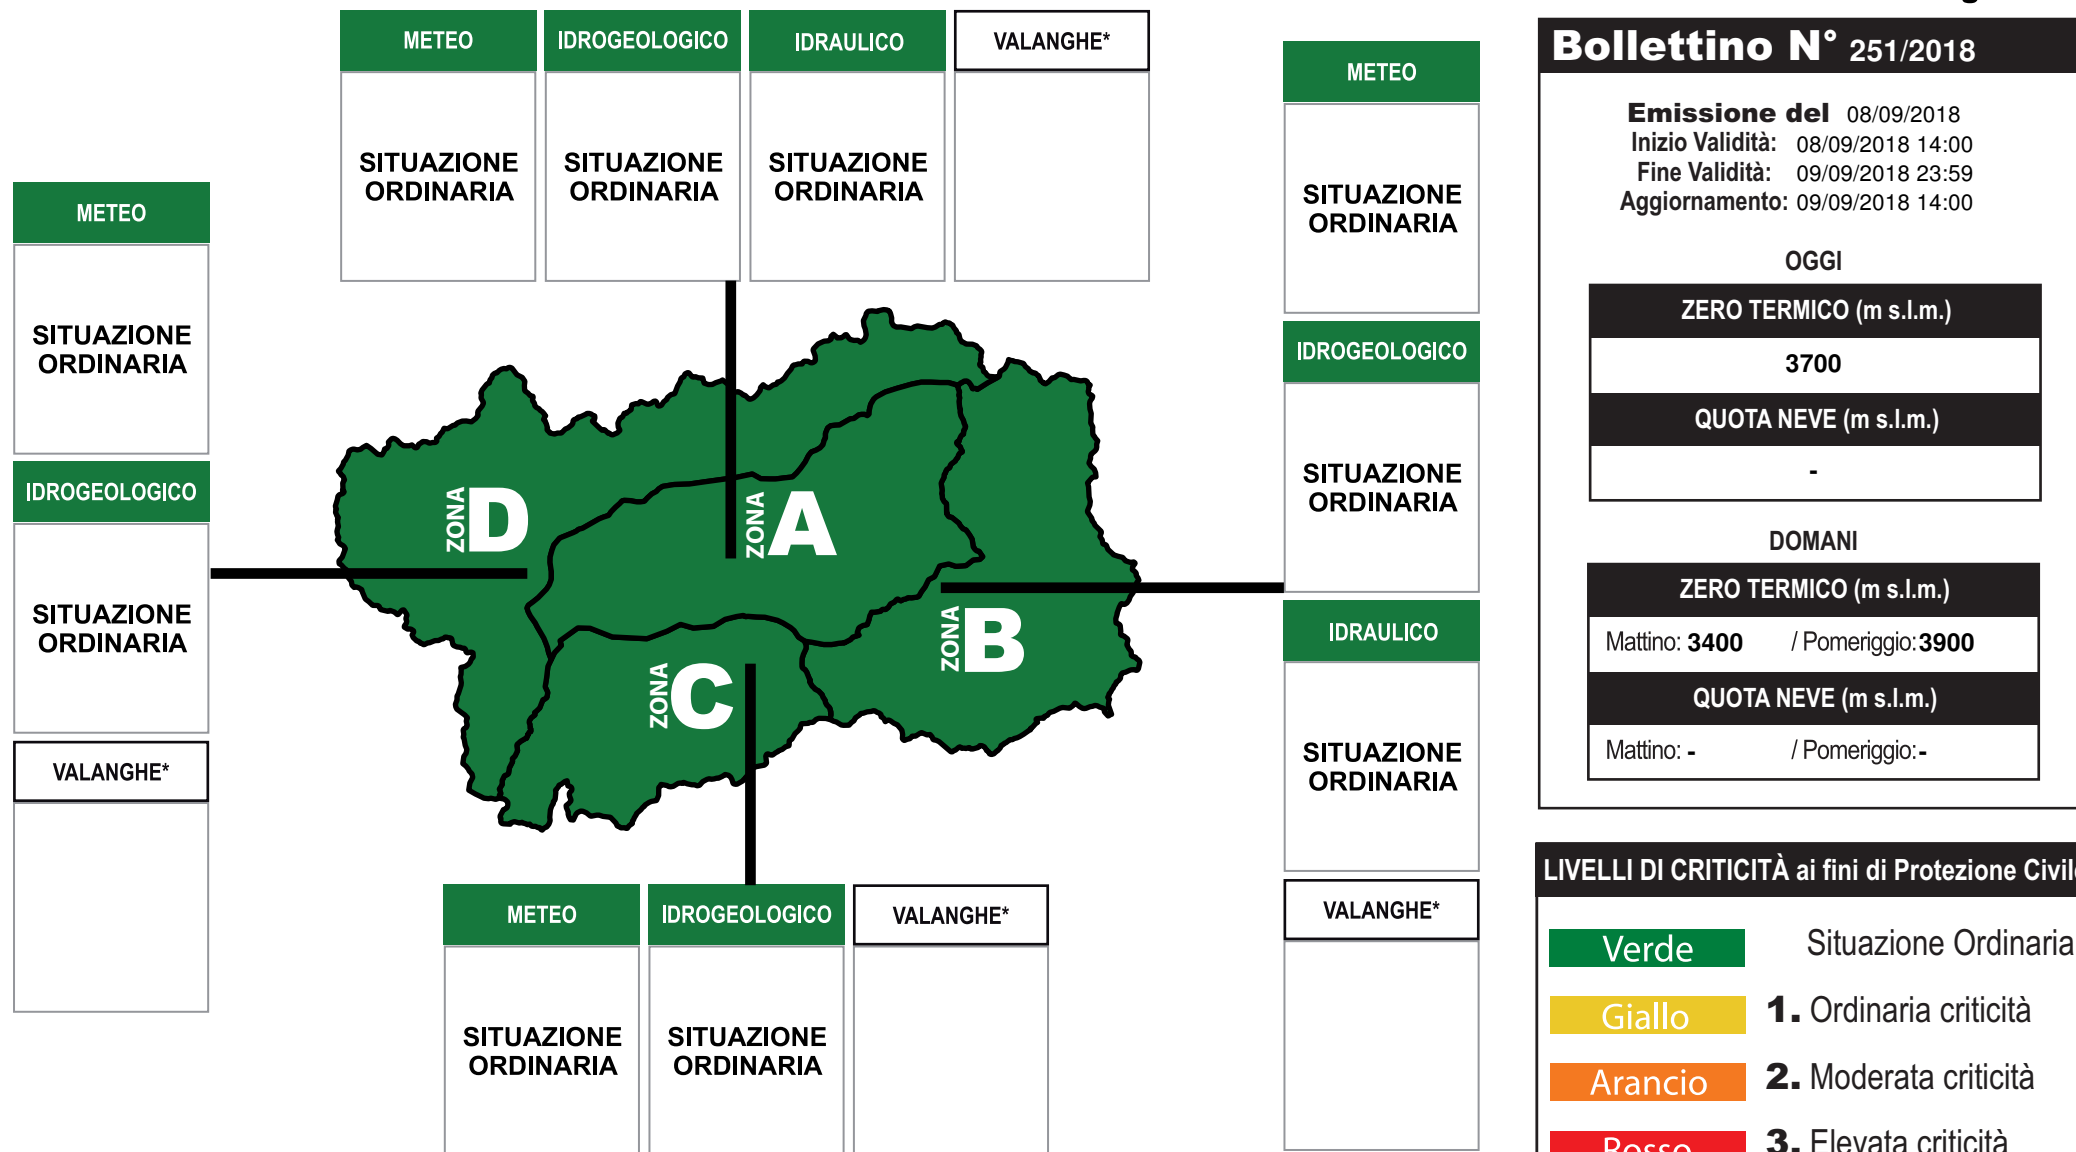 METEO
IDROGEOLOGICO
IDRAULICO
VALANGHE*
SITUAZIONE
ORDINARIA
SITUAZIONE
ORDINARIA
SITUAZIONE
ORDINARIA
METEO
SITUAZIONE
ORDINARIA
IDROGEOLOGICO
SITUAZIONE
ORDINARIA
VALANGHE*
ZONA D
ZONA A
ZONA B
ZONA C
METEO
SITUAZIONE
ORDINARIA
IDROGEOLOGICO
SITUAZIONE
ORDINARIA
IDRAULICO
SITUAZIONE
ORDINARIA
VALANGHE*
METEO
IDROGEOLOGICO
VALANGHE*
SITUAZIONE
ORDINARIA
SITUAZIONE
ORDINARIA
Bollettino N° 251/2018
Emissione del 08/09/2018
Inizio Validità: 08/09/2018 14:00
Fine Validità: 09/09/2018 23:59
Aggiornamento: 09/09/2018 14:00
OGGI
ZERO TERMICO (m s.l.m.)
3700
QUOTA NEVE (m s.l.m.)
-
DOMANI
ZERO TERMICO (m s.l.m.)
Mattino: 3400 / Pomeriggio: 3900
QUOTA NEVE (m s.l.m.)
Mattino: - / Pomeriggio: -
LIVELLI DI CRITICITÀ ai fini di Protezione Civile
Verde Situazione Ordinaria
Giallo 1. Ordinaria criticità
Arancio 2. Moderata criticità
Rosso 3. Elevata criticità